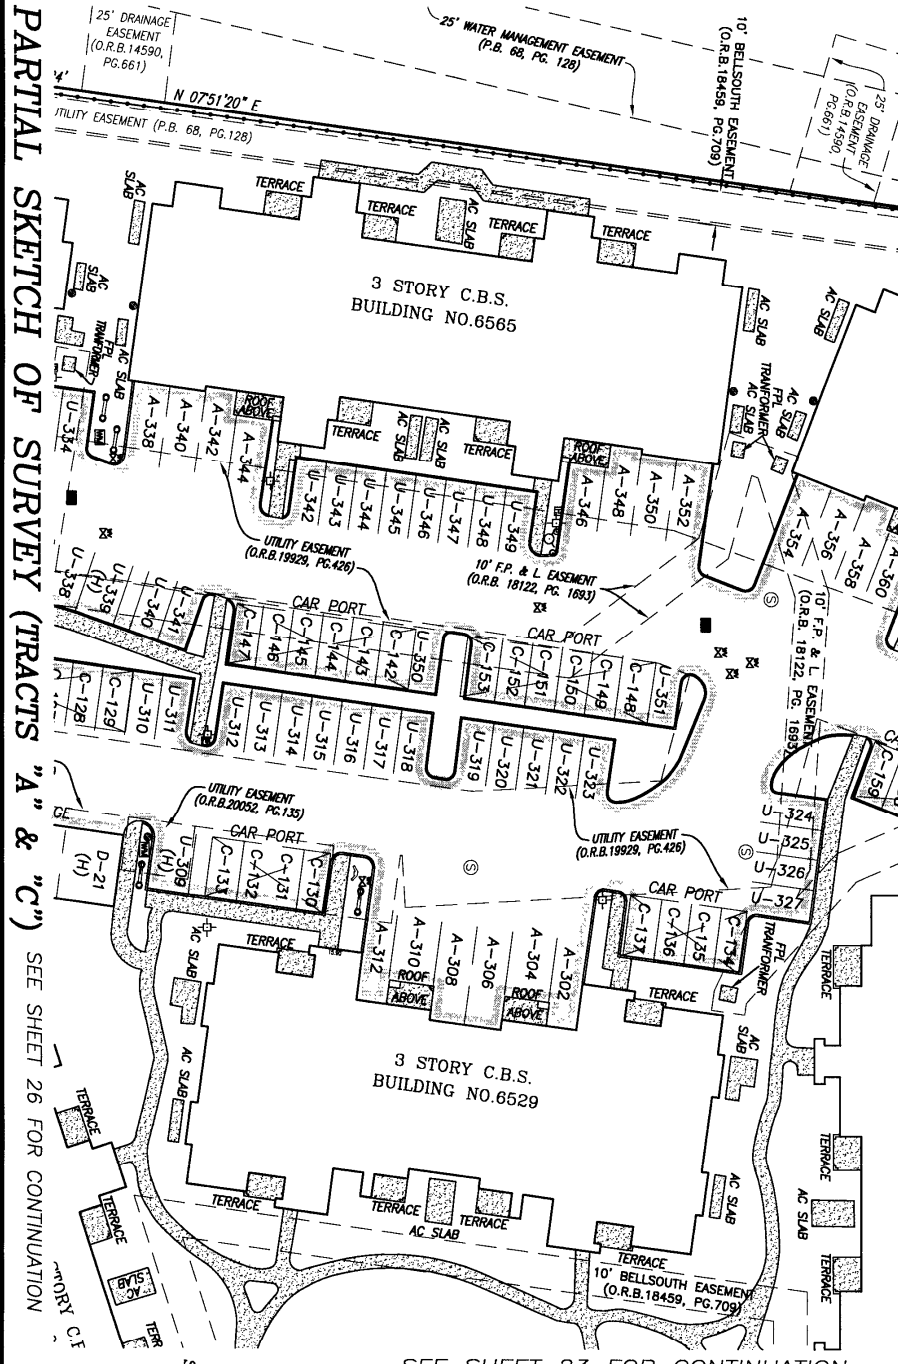 25' DRAINAGE
EASEMENT
(O.R.B.14590,
PG.661)
25' WATER MANAGEMENT EASEMENT
(P.B. 68, PG. 128)
10' BELLSOUTH EASEMENT
(O.R.B.18459, PG.709)
25' DRAINAGE
EASEMENT
(O.R.B.14590,
PG.661)
4'
N 07'51'20" E
UTILITY EASEMENT (P.B. 68, PG.128)
AC
SLAB
TERRACE
TERRACE
AC
SLAB
TERRACE
TERRACE
AC
SLAB
3 STORY C.B.S.
BUILDING NO.6565
AC SLAB
AC SLAB
FPL
TRANFORMER
AC SLAB
FPL
TRANFORMER
AC SLAB
AC SLAB
U-334
A-338
A-340
A-342
A-344
ROOF
ABOVE
TERRACE
AC
SLAB
AC
SLAB
TERRACE
ROOF
ABOVE
A-346
A-348
A-350
A-352
A-354
A-356
A-358
A-360
U-342
U-343
U-344
U-345
U-346
U-347
U-348
U-349
UTILITY EASEMENT
(O.R.B.19929, PG.426)
10' F.P. & L EASEMENT
(O.R.B. 18122, PG. 1693)
10' F.P. & L EASEMENT
(O.R.B. 18122, PG. 1693)
U-338
U-339
(H)
U-340
U-341
CAR PORT
C-147
C-146
C-145
C-144
C-143
C-142
U-350
CAR PORT
C-153
C-152
C-151
C-150
C-149
C-148
U-351
C-128
C-129
U-310
U-311
U-312
U-313
U-314
U-315
U-316
U-317
U-318
U-319
U-320
U-321
U-322
U-323
C-159
U-324
U-325
U-326
U-327
UTILITY EASEMENT
(O.R.B.20052, PG.135)
UTILITY EASEMENT
(O.R.B.19929, PG.426)
D-21
(H)
U-309
(H)
CAR PORT
C-133
C-132
C-131
C-130
CAR PORT
C-137
C-136
C-135
C-134
FPL
TRANFORMER
A-312
A-310
A-308
A-306
A-304
A-302
ROOF
ABOVE
ROOF
ABOVE
AC SLAB
TERRACE
TERRACE
TERRACE
AC
SLAB
AC SLAB
3 STORY C.B.S.
BUILDING NO.6529
TERRACE
TERRACE
AC
SLAB
AC SLAB
TERRACE
TERRACE
TERRACE
AC SLAB
TERRACE
TERRACE
TERRACE
AC
SLAB
TERR
STORY C.B
10' BELLSOUTH EASEMENT
(O.R.B.18459, PG.709)
PARTIAL SKETCH OF SURVEY (TRACTS "A" & "C")
SEE SHEET 26 FOR CONTINUATION